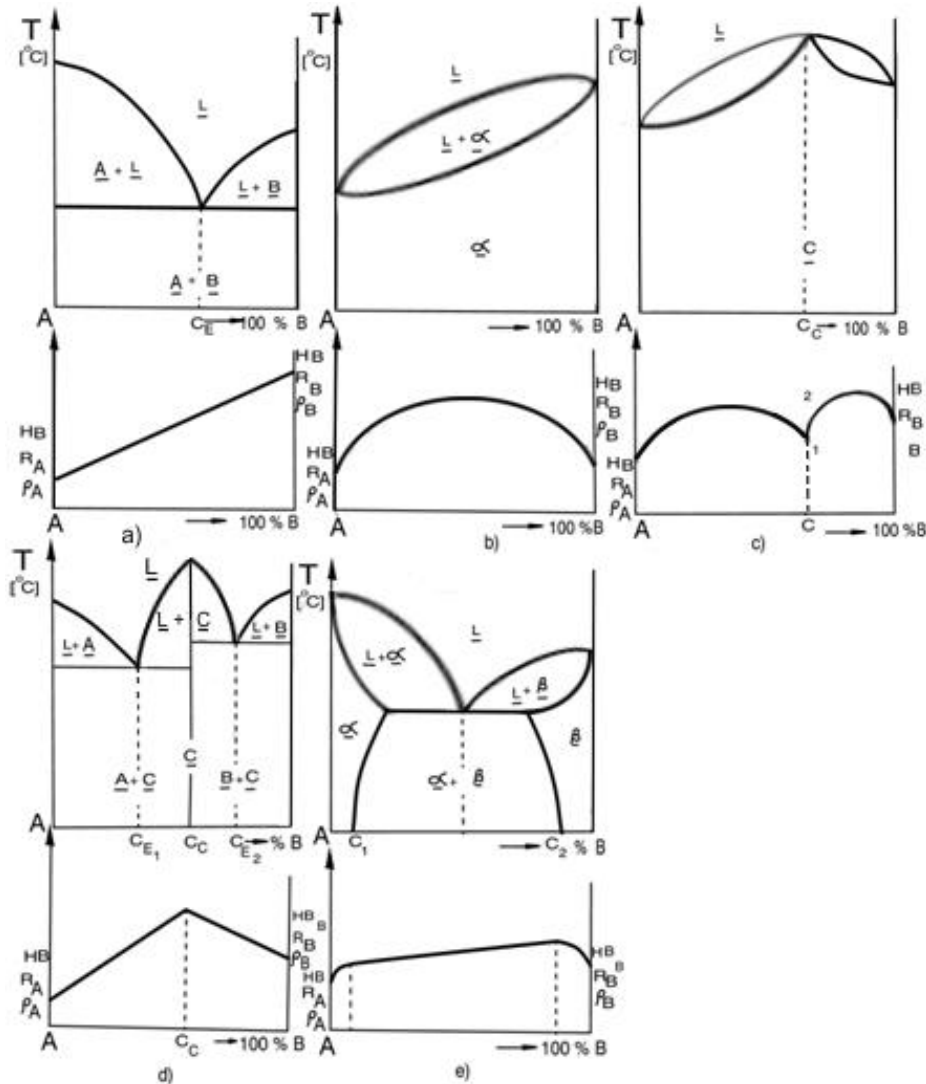 T
[°C]
L
A + L
L + B
A + B
A
C_E → 100 % B
HB
R_A
ρ_A
HB
R_B
ρ_B
A
→ 100 % B
a)
T
[°C]
L
L + α
α
A
→ 100 % B
HB
R_A
ρ_A
HB
R_B
ρ_B
A
→ 100 % B
b)
T
[°C]
L
C
A
C_C → 100 % B
HB
R_A
ρ_A
2
1
HB
R_B
B
A
C
→ 100 %B
c)
T
[°C]
L
L + C
L + A
L + B
C
A + C
B + C
A
C_E1
C_C
C_E2 → % B
HB
R_A
ρ_A
HB B
R_B
ρ_B
A
C_C → 100 % B
d)
T
[°C]
L
L + α
L + β
α
β
α + β
A
C_1
→ C_2 % B
HB
R_A
ρ_A
HB B
R_B
ρ_B
A
→ 100 % B
e)